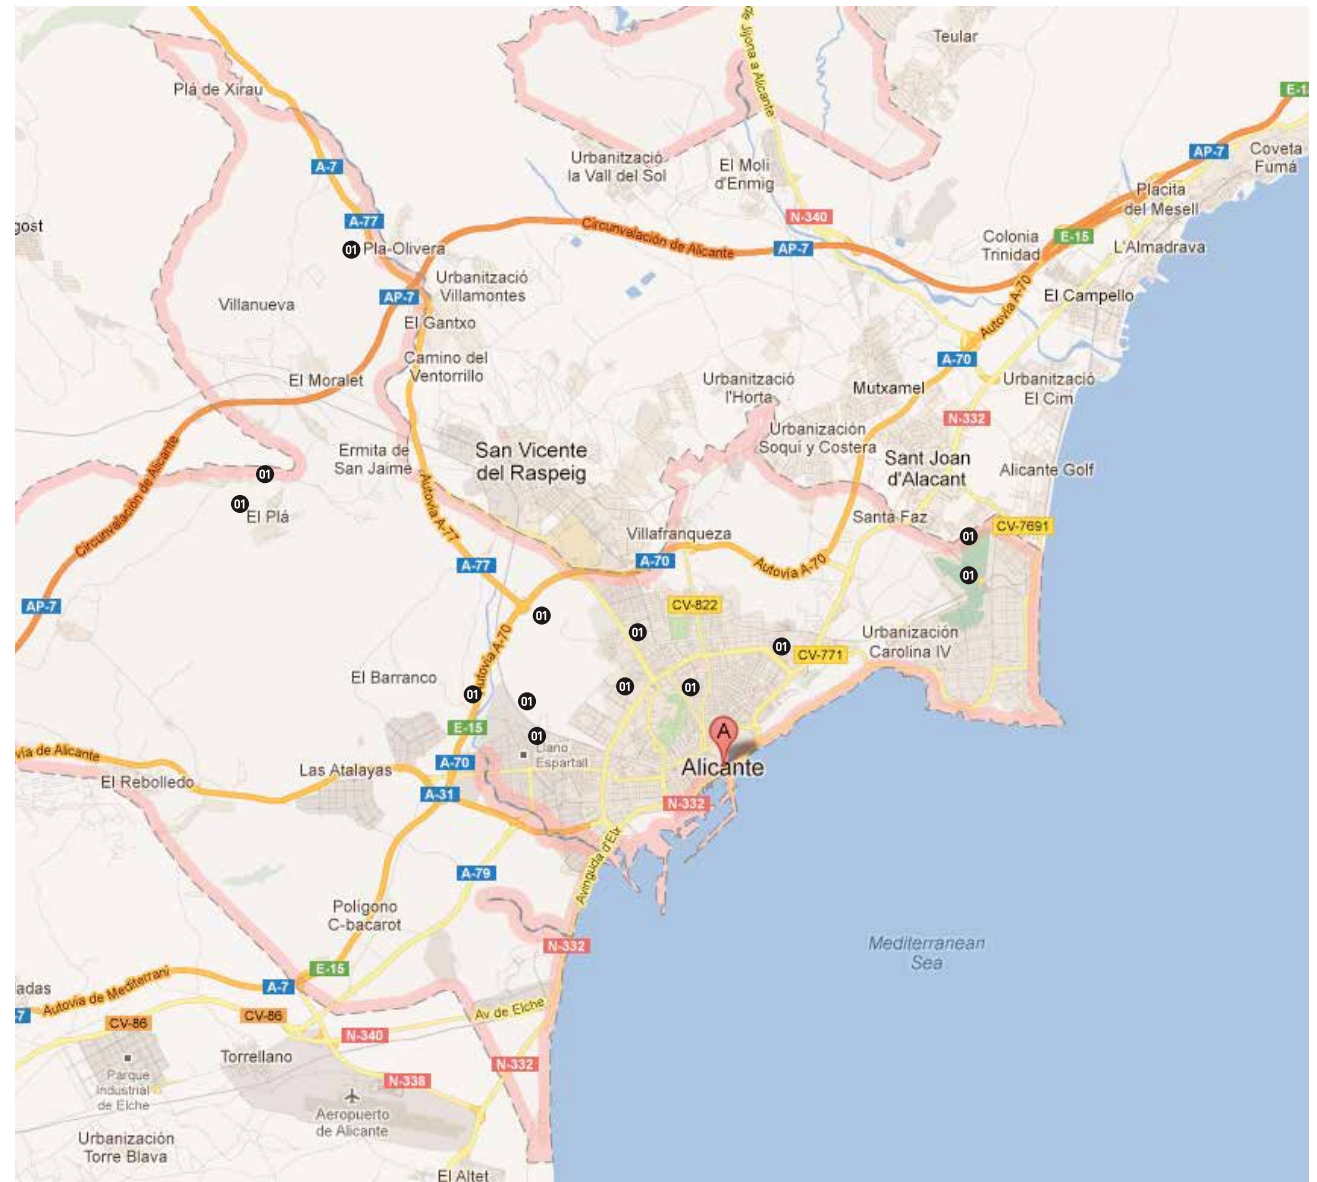 de Jijona a Alicante
Teular
Plá de Xirau
E-1
AP-7
Coveta
Fumá
A-7
Urbanització
la Vall del Sol
El Moli
d'Enmig
Placita
del Mesell
A-77
N-340
gost
01
Pla-Olivera
Circunvalación de Alicante
AP-7
Colonia
Trinidad
E-15
L'Almadrava
Urbanització
Villamontes
AP-7
Villanueva
El Campello
El Gantxo
Autovía A-70
Camino del
Ventorrillo
A-70
El Moralet
Urbanització
l'Horta
Mutxamel
Urbanització
El Cim
N-332
Urbanización
Soqui y Costera
Ermita de
San Jaime
San Vicente
del Raspeig
Sant Joan
d'Alacant
Alicante Golf
01
Circunvalación de Alicante
01
El Plá
Autovía A-77
Santa Faz
CV-7691
Villafranqueza
01
A-77
A-70
Autovía A-70
01
AP-7
CV-822
01
01
Urbanización
Carolina IV
01
CV-771
Autovía A-70
El Barranco
01
01
01
01
E-15
A
01
Llano
Espartall
vía de Alicante
A-70
Las Atalayas
Alicante
El Rebolledo
A-31
N-332
Avinguda d'Elx
A-79
Polígono
C-bacarot
N-332
Mediterranean
Sea
E-15
adas
Autovía de Mediterrani
A-7
-7
CV-86
CV-86
Av de Elche
N-340
Torrellano
N-332
Parque
Industrial
de Elche
N-338
Aeropuerto
de Alicante
Urbanización
Torre Blava
El Altet